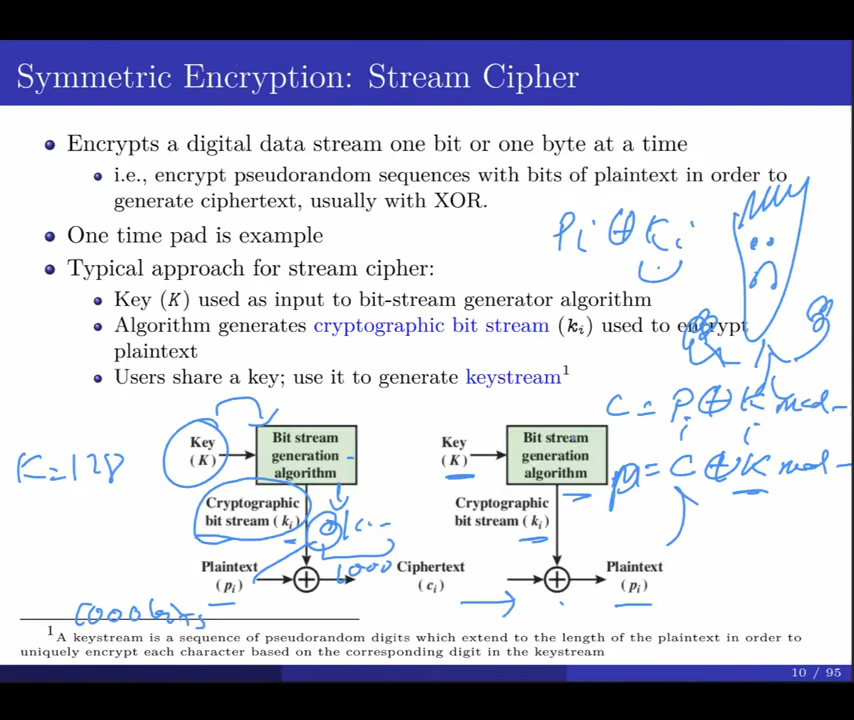 Symmetric Encryption: Stream Cipher
Encrypts a digital data stream one bit or one byte at a time
i.e., encrypt pseudorandom sequences with bits of plaintext in order to
generate ciphertext, usually with XOR.
Pi ⊕ Ki
One time pad is example
Typical approach for stream cipher:
Key (K) used as input to bit-stream generator algorithm
Algorithm generates cryptographic bit stream (ki) used to encrypt
plaintext
Users share a key; use it to generate keystream1
C = Pi ⊕ Ki mod
K=128
Key
(K)
Bit stream
generation
algorithm
Key
(K)
Bit stream
generation
algorithm
= C ⊕ K mod
Cryptographic
bit stream (ki)
Cryptographic
bit stream (ki)
Plaintext
(pi)
1000
Ciphertext
(ci)
Plaintext
(pi)
1000 bits
1A keystream is a sequence of pseudorandom digits which extend to the length of the plaintext in order to
uniquely encrypt each character based on the corresponding digit in the keystream
10 / 95